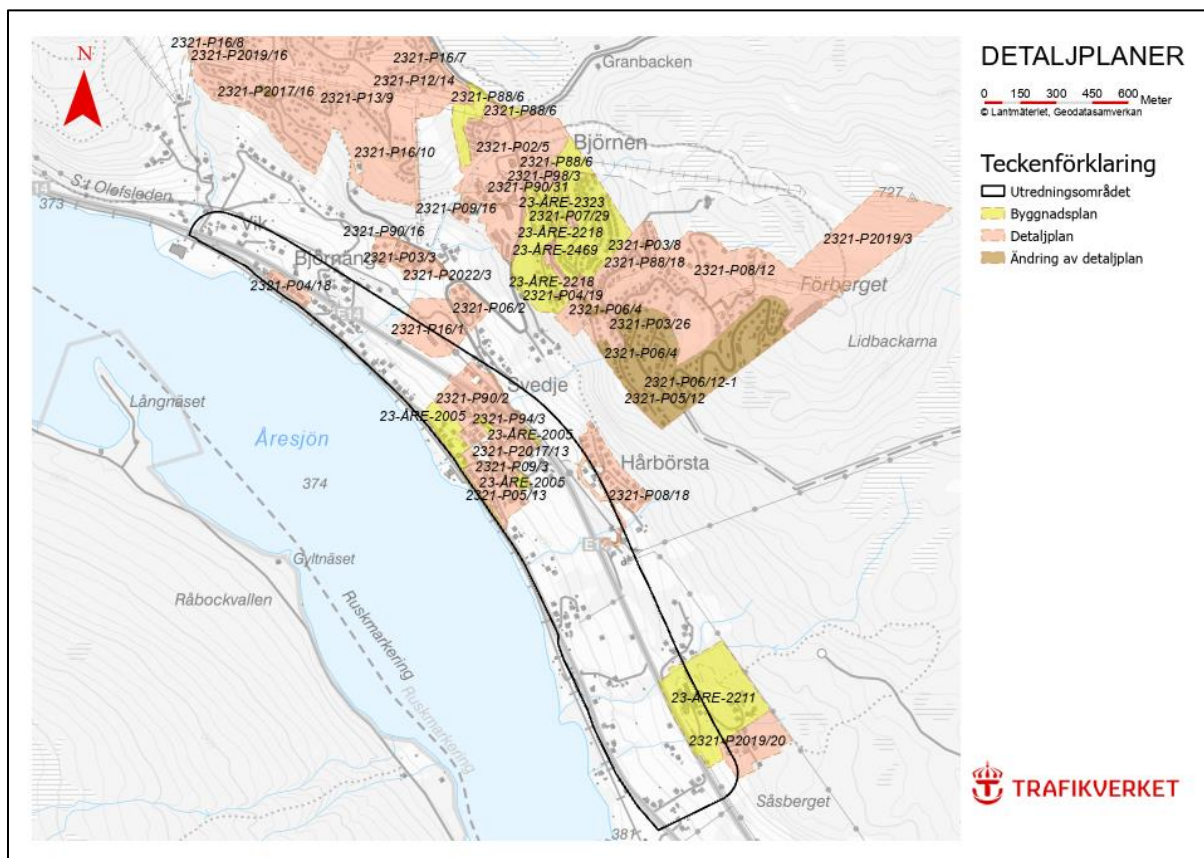 2321-P16/8
2321-P2019/16
2321-P16/7
N
Granbacken
2321-P12/14
2321-P2017/16
2321-P13/9
2321-P88/6
2321-P88/6
2321-P16/10
2321-P02/5
Björnen
2321-P88/6
2321-P98/3
2321-P90/31
14
S:t Olofsleden
373
727
2321-P09/16
23-ÅRE-2323
2321-P07/29
Vik
2321-P90/16
23-ÅRE-2218
2321-P03/8
2321-P2019/3
23-ÅRE-2469
Björnäng
2321-P03/3
2321-P88/18
2321-P08/12
2321-P2022/3
2321-P04/18
23-ÅRE-2218
2321-P04/19
Förberget
2321-P06/2
2321-P06/4
E14
2321-P16/1
2321-P03/26
Lidbackarna
2321-P06/4
Svedje
2321-P06/12-1
2321-P90/2
2321-P05/12
Långnäset
23-ÅRE-2005
2321-P94/3
23-ÅRE-2005
Åresjön
2321-P2017/13
2321-P09/3
Hårbörsta
374
23-ÅRE-2005
2321-P05/13
2321-P08/18
E14
Gyltnäset
Råbockvallen
Ruskmarkering
Ruskmarkering
23-ÅRE-2211
2321-P2019/20
Såsberget
381
DETALJPLANER
0 150 300 450 600 Meter
© Lantmäteriet, Geodatasamverkan
Teckenförklaring
Utredningsområdet
Byggnadsplan
Detaljplan
Ändring av detaljplan
TRAFIKVERKET